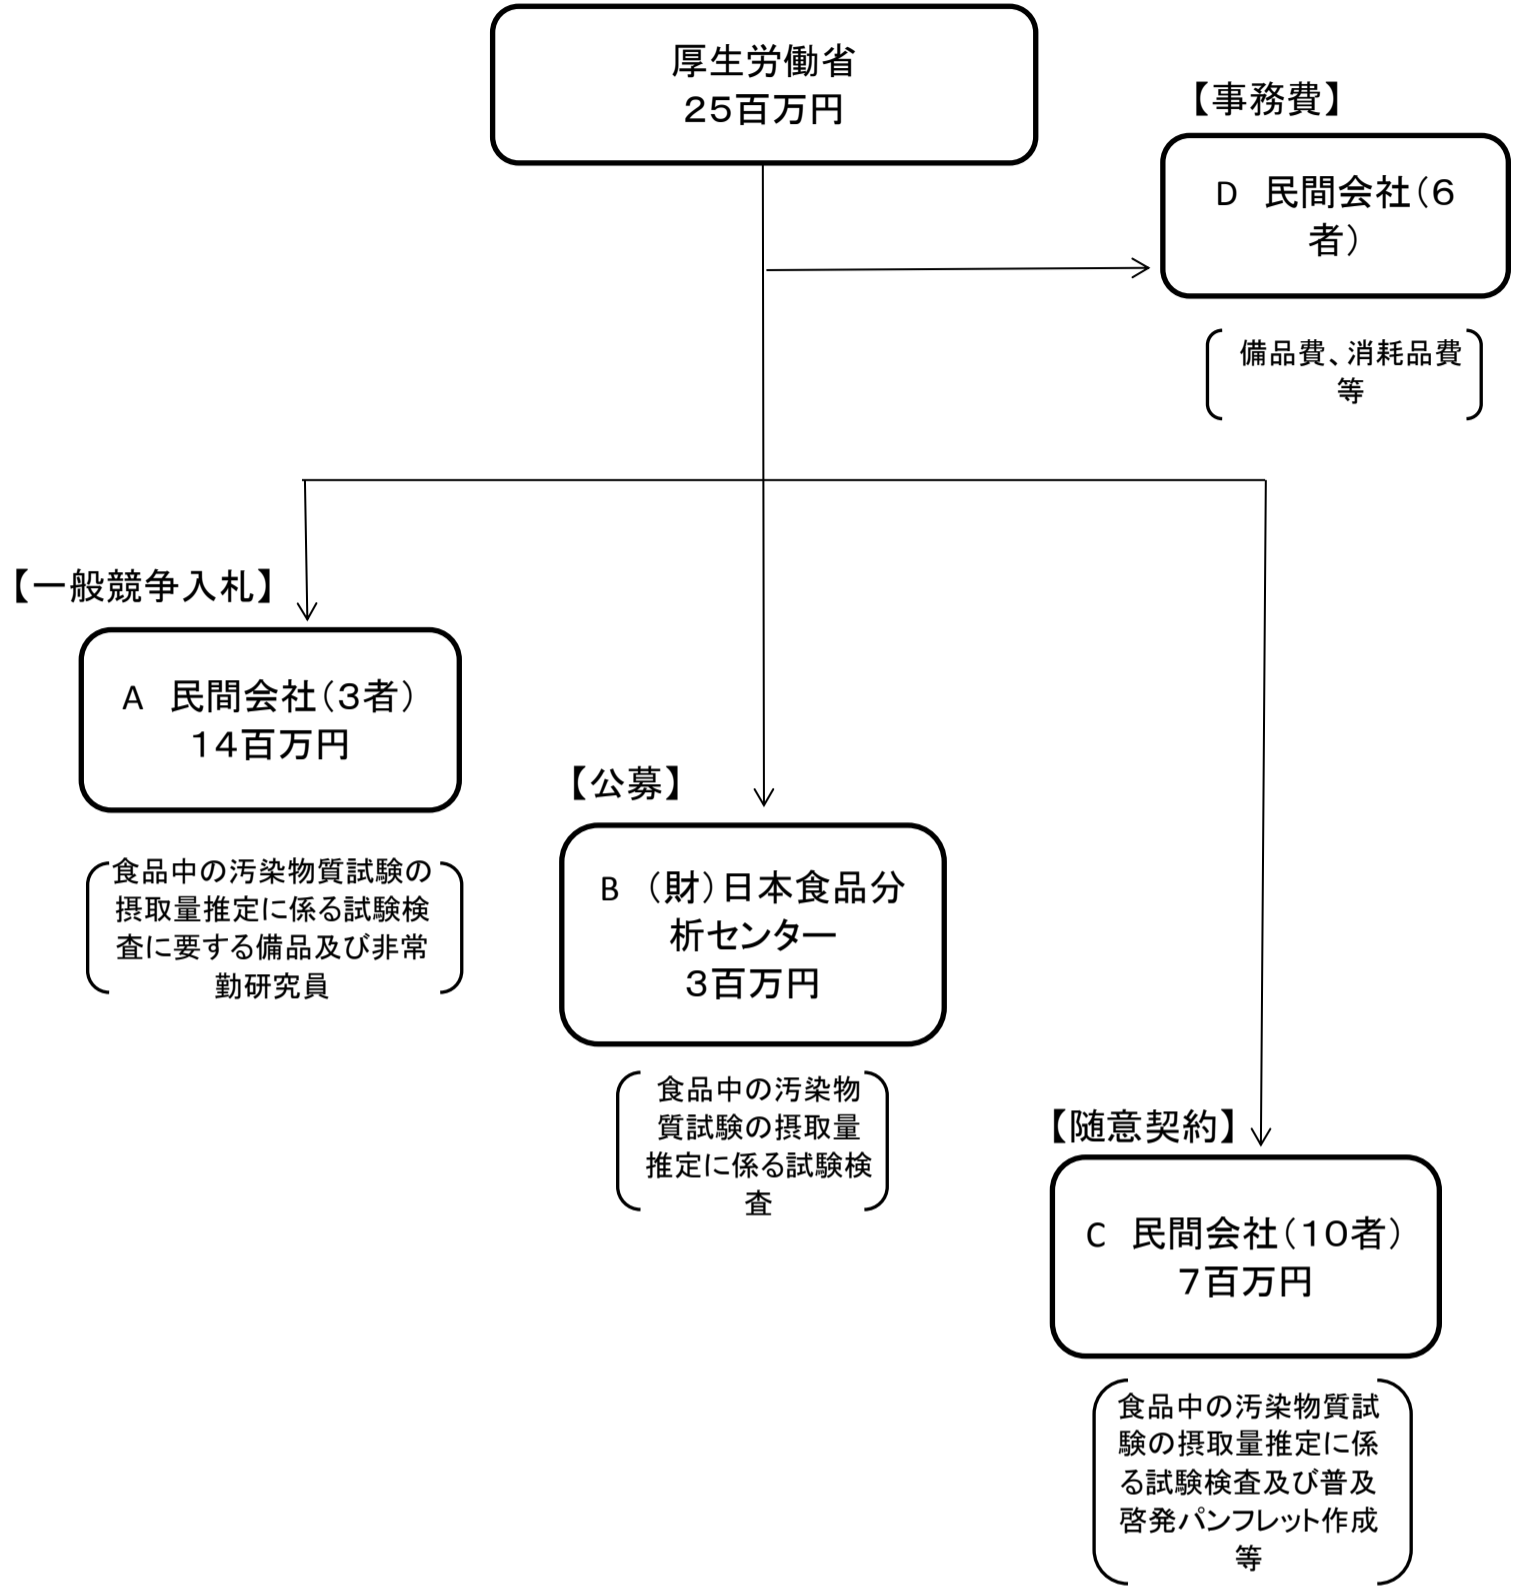 厚生労働省
２５百万円
【事務費】
D　民間会社（６
者）
備品費、消耗品費
等
【一般競争入札】
A　民間会社（３者）
１４百万円
食品中の汚染物質試験の
摂取量推定に係る試験検
査に要する備品及び非常
勤研究員
【公募】
B　（財）日本食品分
析センター
３百万円
食品中の汚染物
質試験の摂取量
推定に係る試験検
査
【随意契約】
C　民間会社（１０者）
７百万円
食品中の汚染物質試
験の摂取量推定に係
る試験検査及び普及
啓発パンフレット作成
等